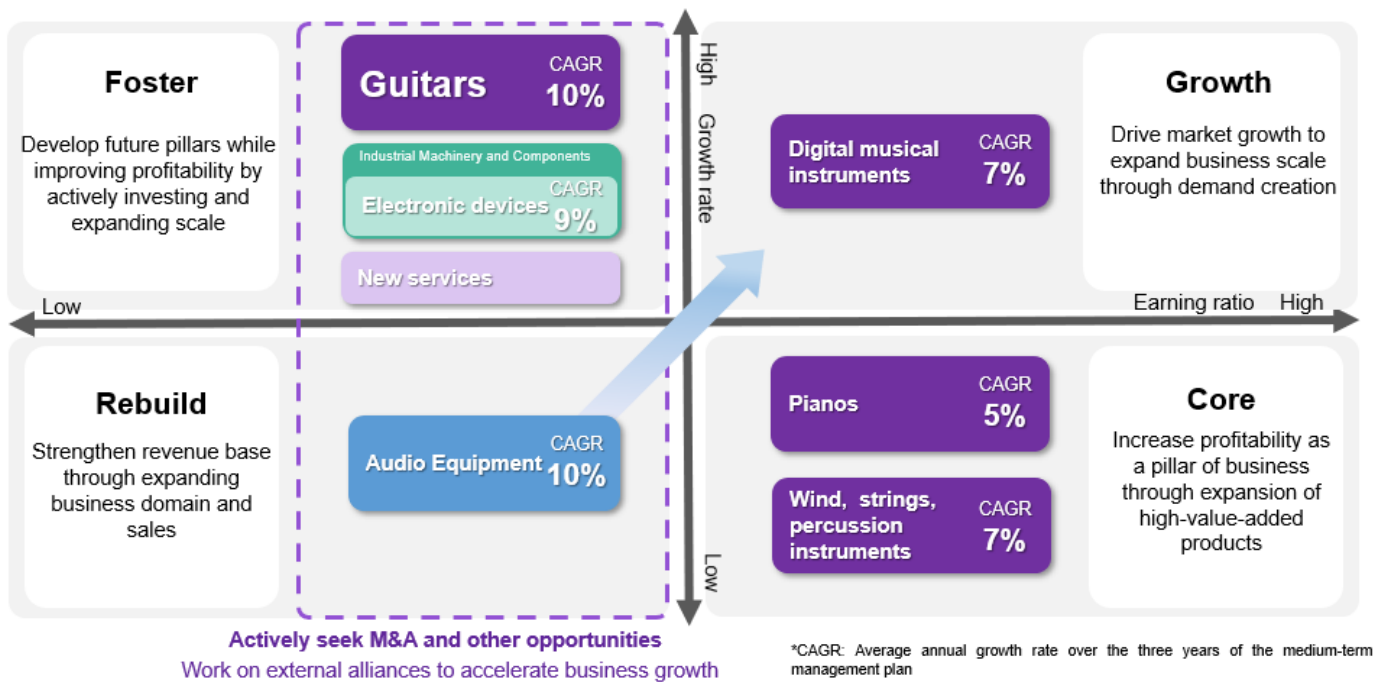 Foster
Develop future pillars while
improving profitability by
actively investing and
expanding scale
Guitars
CAGR
10%
Industrial Machinery and Components
Electronic devices
CAGR
9%
New services
High
Growth rate
Digital musical
instruments
CAGR
7%
Growth
Drive market growth to
expand business scale
through demand creation
Low
Earning ratio
High
Rebuild
Strengthen revenue base
through expanding
business domain and
sales
Audio Equipment
CAGR
10%
Low
Pianos
CAGR
5%
Wind, strings,
percussion
instruments
CAGR
7%
Core
Increase profitability as
a pillar of business
through expansion of
high-value-added
products
Actively seek M&A and other opportunities
Work on external alliances to accelerate business growth
*CAGR: Average annual growth rate over the three years of the medium-term
management plan